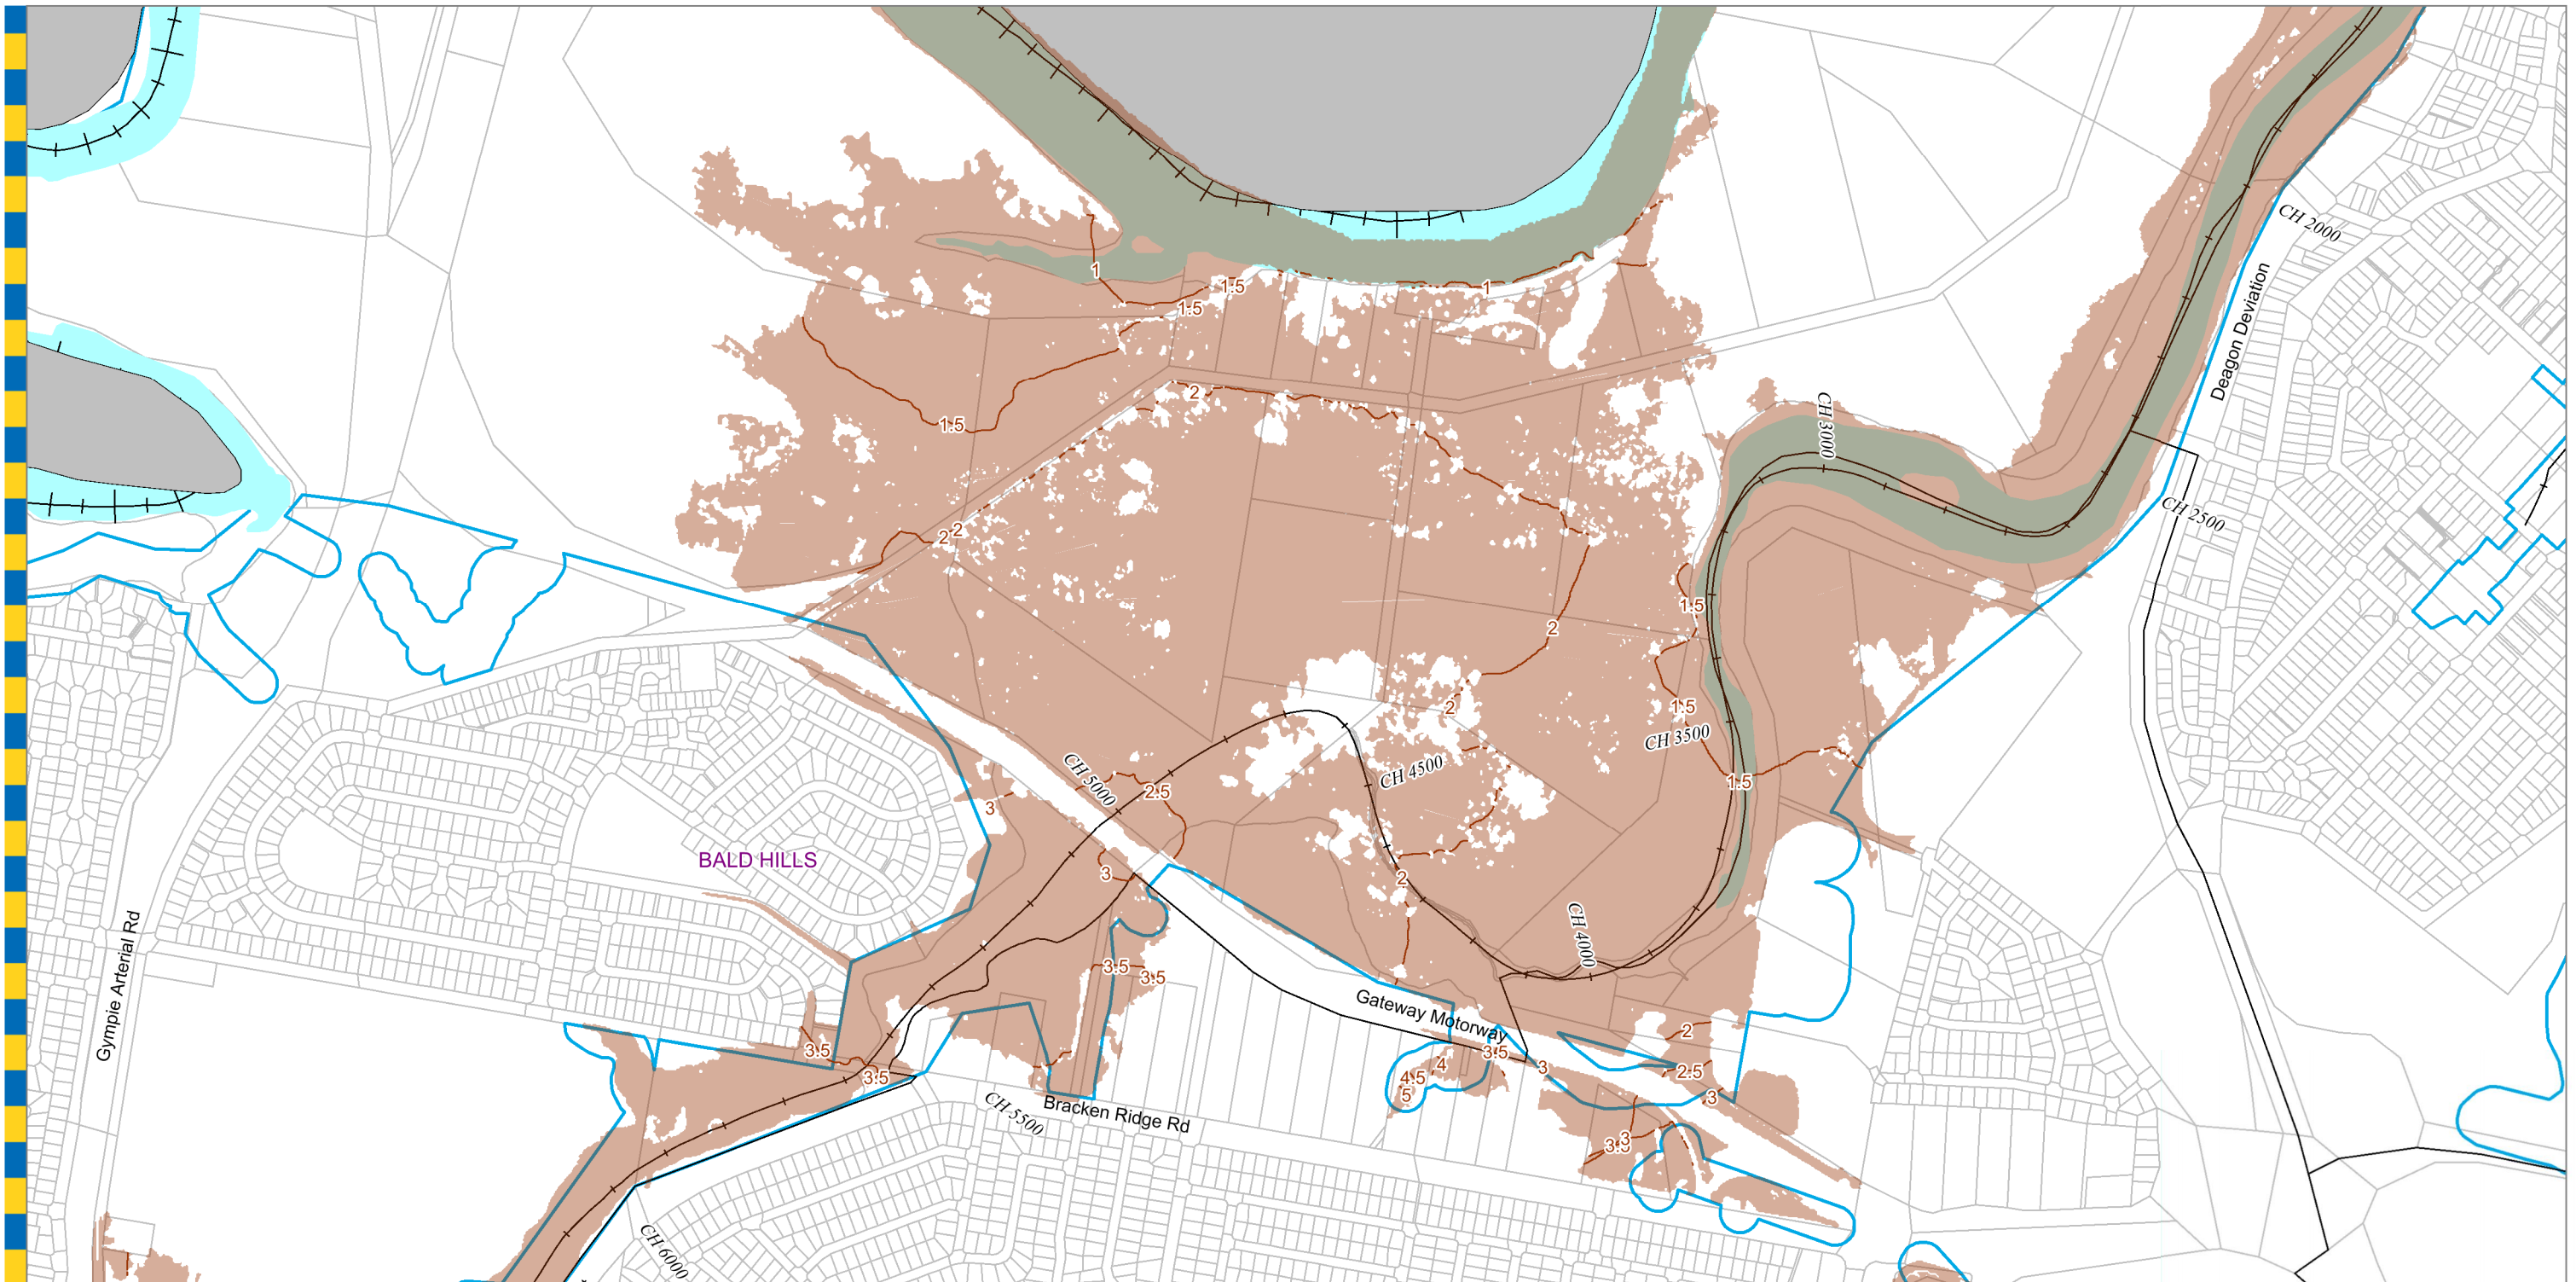 CH 2000
1
1.5
1
1.5
Deagon Deviation
2
CH 3000
1.5
CH 2500
2
2
1.5
2
1.5
2
CH 3500
CH 4500
CH 5000
1.5
2.5
3
BALD HILLS
3
2
Gympie Arterial Rd
CH 4000
3.5
3.5
Gateway Motorway
2
3.5
3.5
3
4
2.5
3.5
4.5
5
3
CH 5500
Bracken Ridge Rd
3
3.5
CH 6000